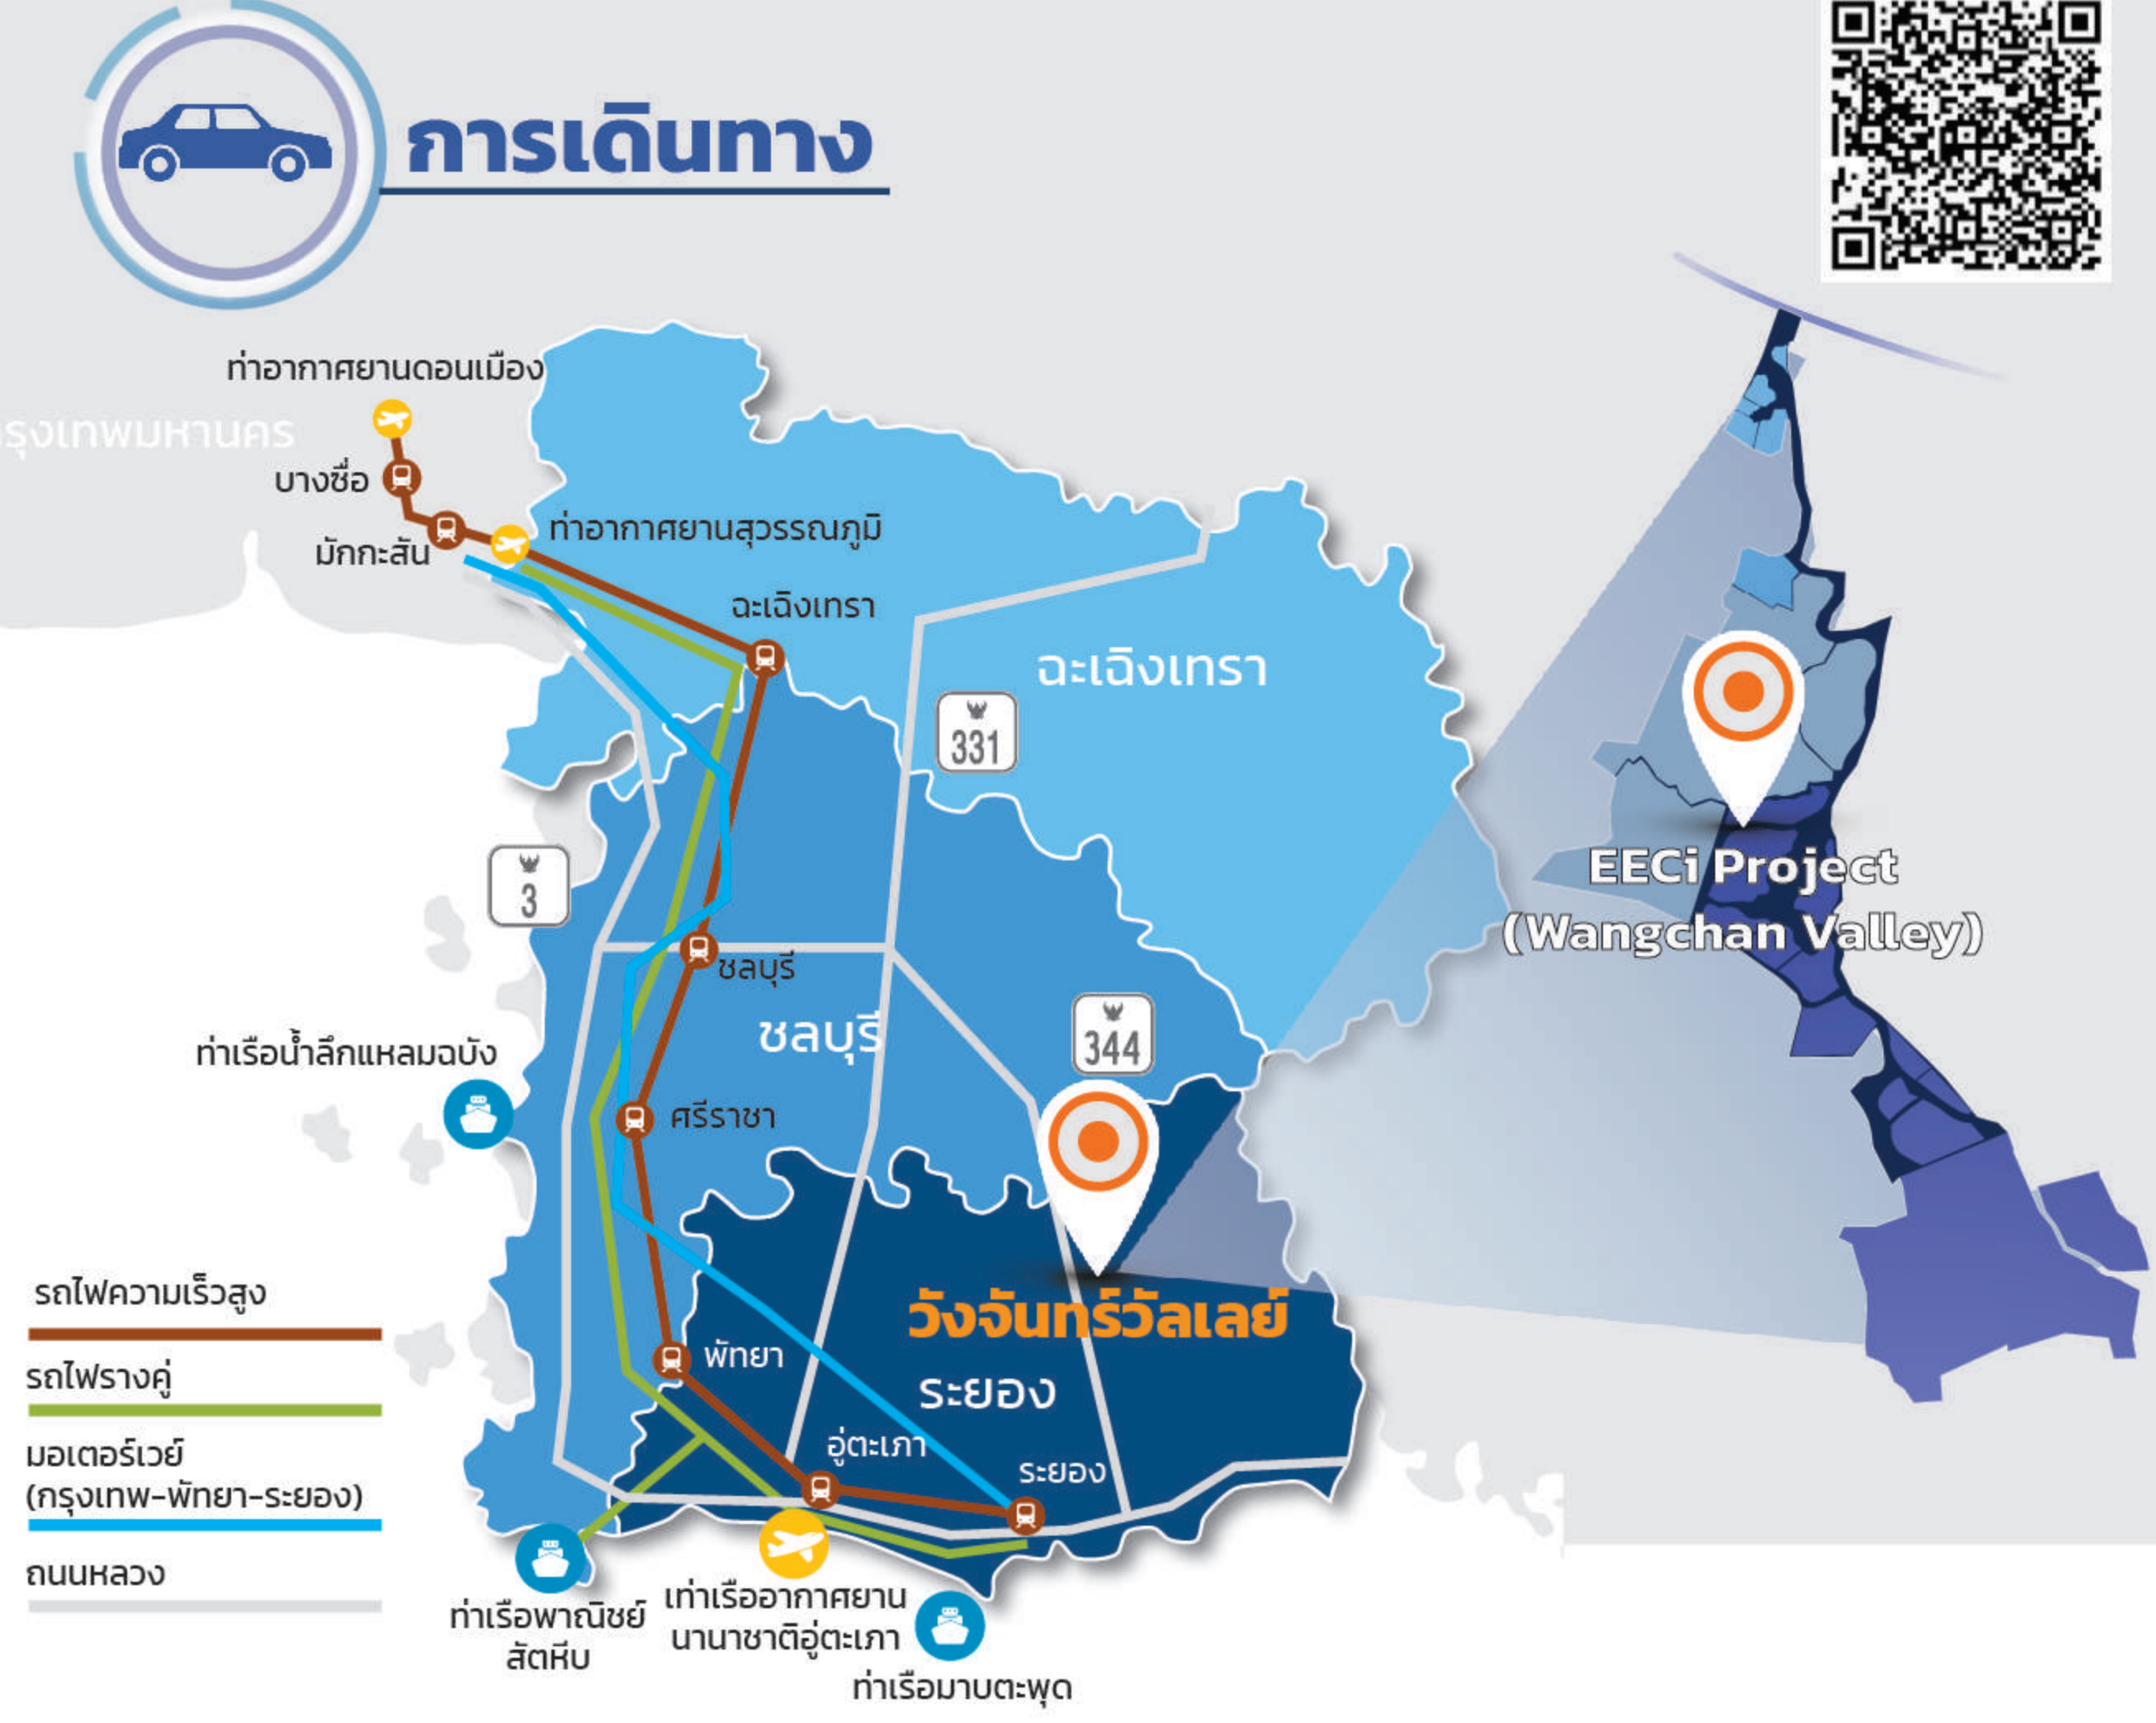 การเดินทาง
ท่าอากาศยานดอนเมือง
รุงเทพมหานคร
บางซื่อ
มักกะสัน
ท่าอากาศยานสุวรรณภูมิ
ฉะเฉิงเทรา
ฉะเฉิงเทรา
331
3
EECi Project
(Wangchan Valley)
ชลบุรี
ชลบุรี
344
ท่าเรือน้ำลึกแหลมฉบัง
ศรีราชา
วังจันทร์วัลเลย์
พัทยา
ระยอง
อู่ตะเภา
ระยอง
รถไฟความเร็วสูง
รถไฟรางคู่
มอเตอร์เวย์
(กรุงเทพ-พัทยา-ระยอง)
ถนนหลวง
ท่าเรือพาณิชย์
สัตหีบ
เท่าเรืออากาศยาน
นานาชาติอู่ตะเภา
ท่าเรือมาบตะพุด